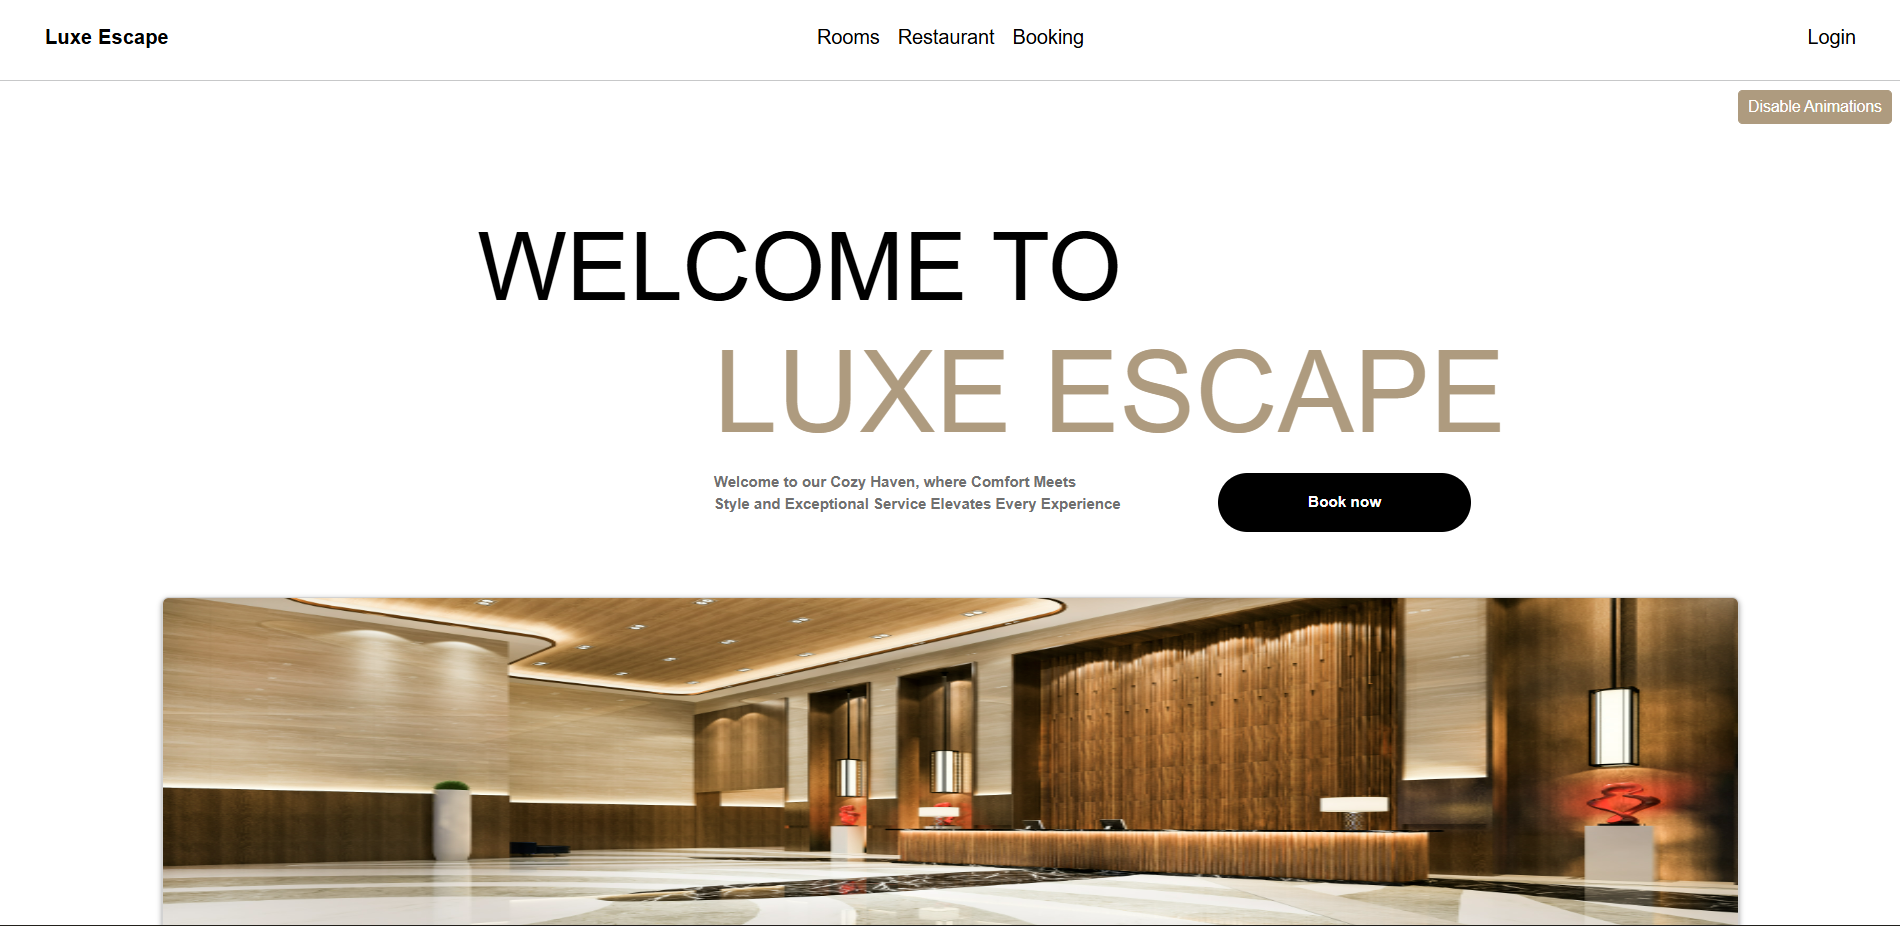 Luxe Escape
Rooms Restaurant Booking
Login
Disable Animations
WELCOME TO
LUXE ESCAPE
Welcome to our Cozy Haven, where Comfort Meets
Style and Exceptional Service Elevates Every Experience
Book now